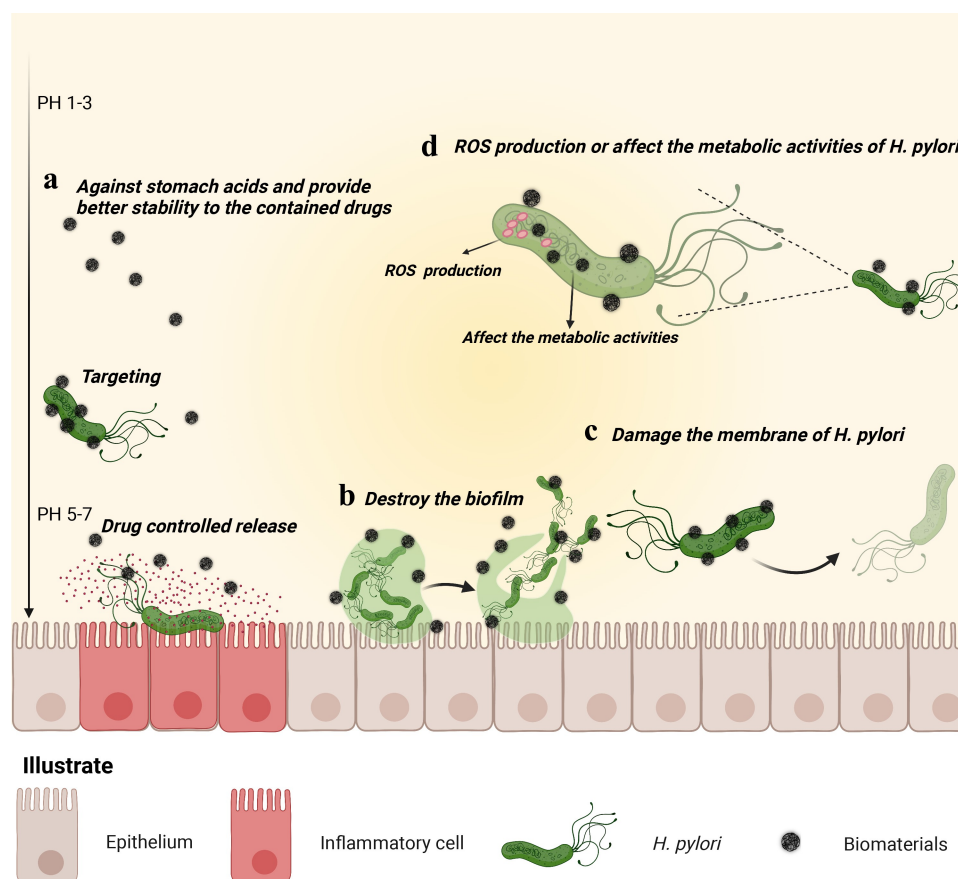 PH 1-3
a
Against stomach acids and provide
better stability to the contained drugs
Targeting
PH 5-7
Drug controlled release
b
Destroy the biofilm
c
Damage the membrane of H. pylori
d
ROS production or affect the metabolic activities of H. pylori
ROS production
Affect the metabolic activities
Illustrate
Epithelium
Inflammatory cell
H. pylori
Biomaterials